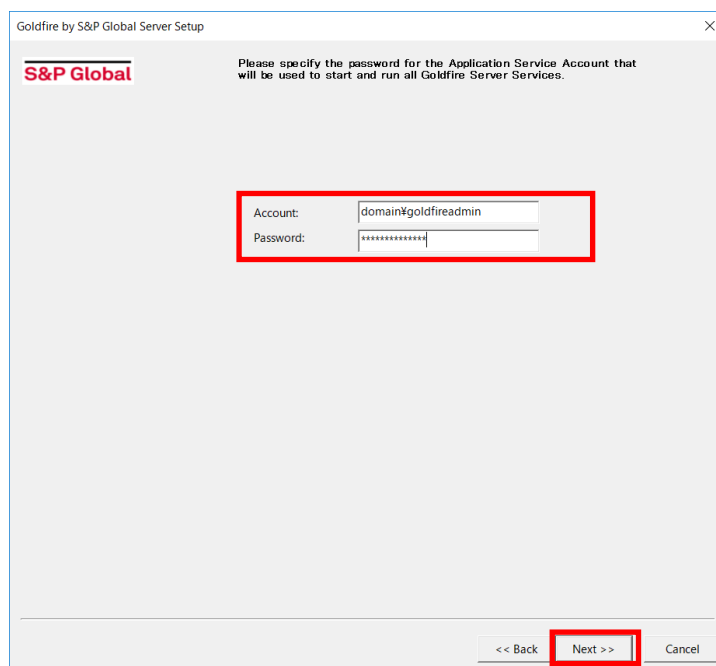 Goldfire by S&P Global Server Setup
S&P Global
Please specify the password for the Application Service Account that
will be used to start and run all Goldfire Server Services.
Account:
domain¥goldfireadmin
Password:
**************
<< Back
Next >>
Cancel